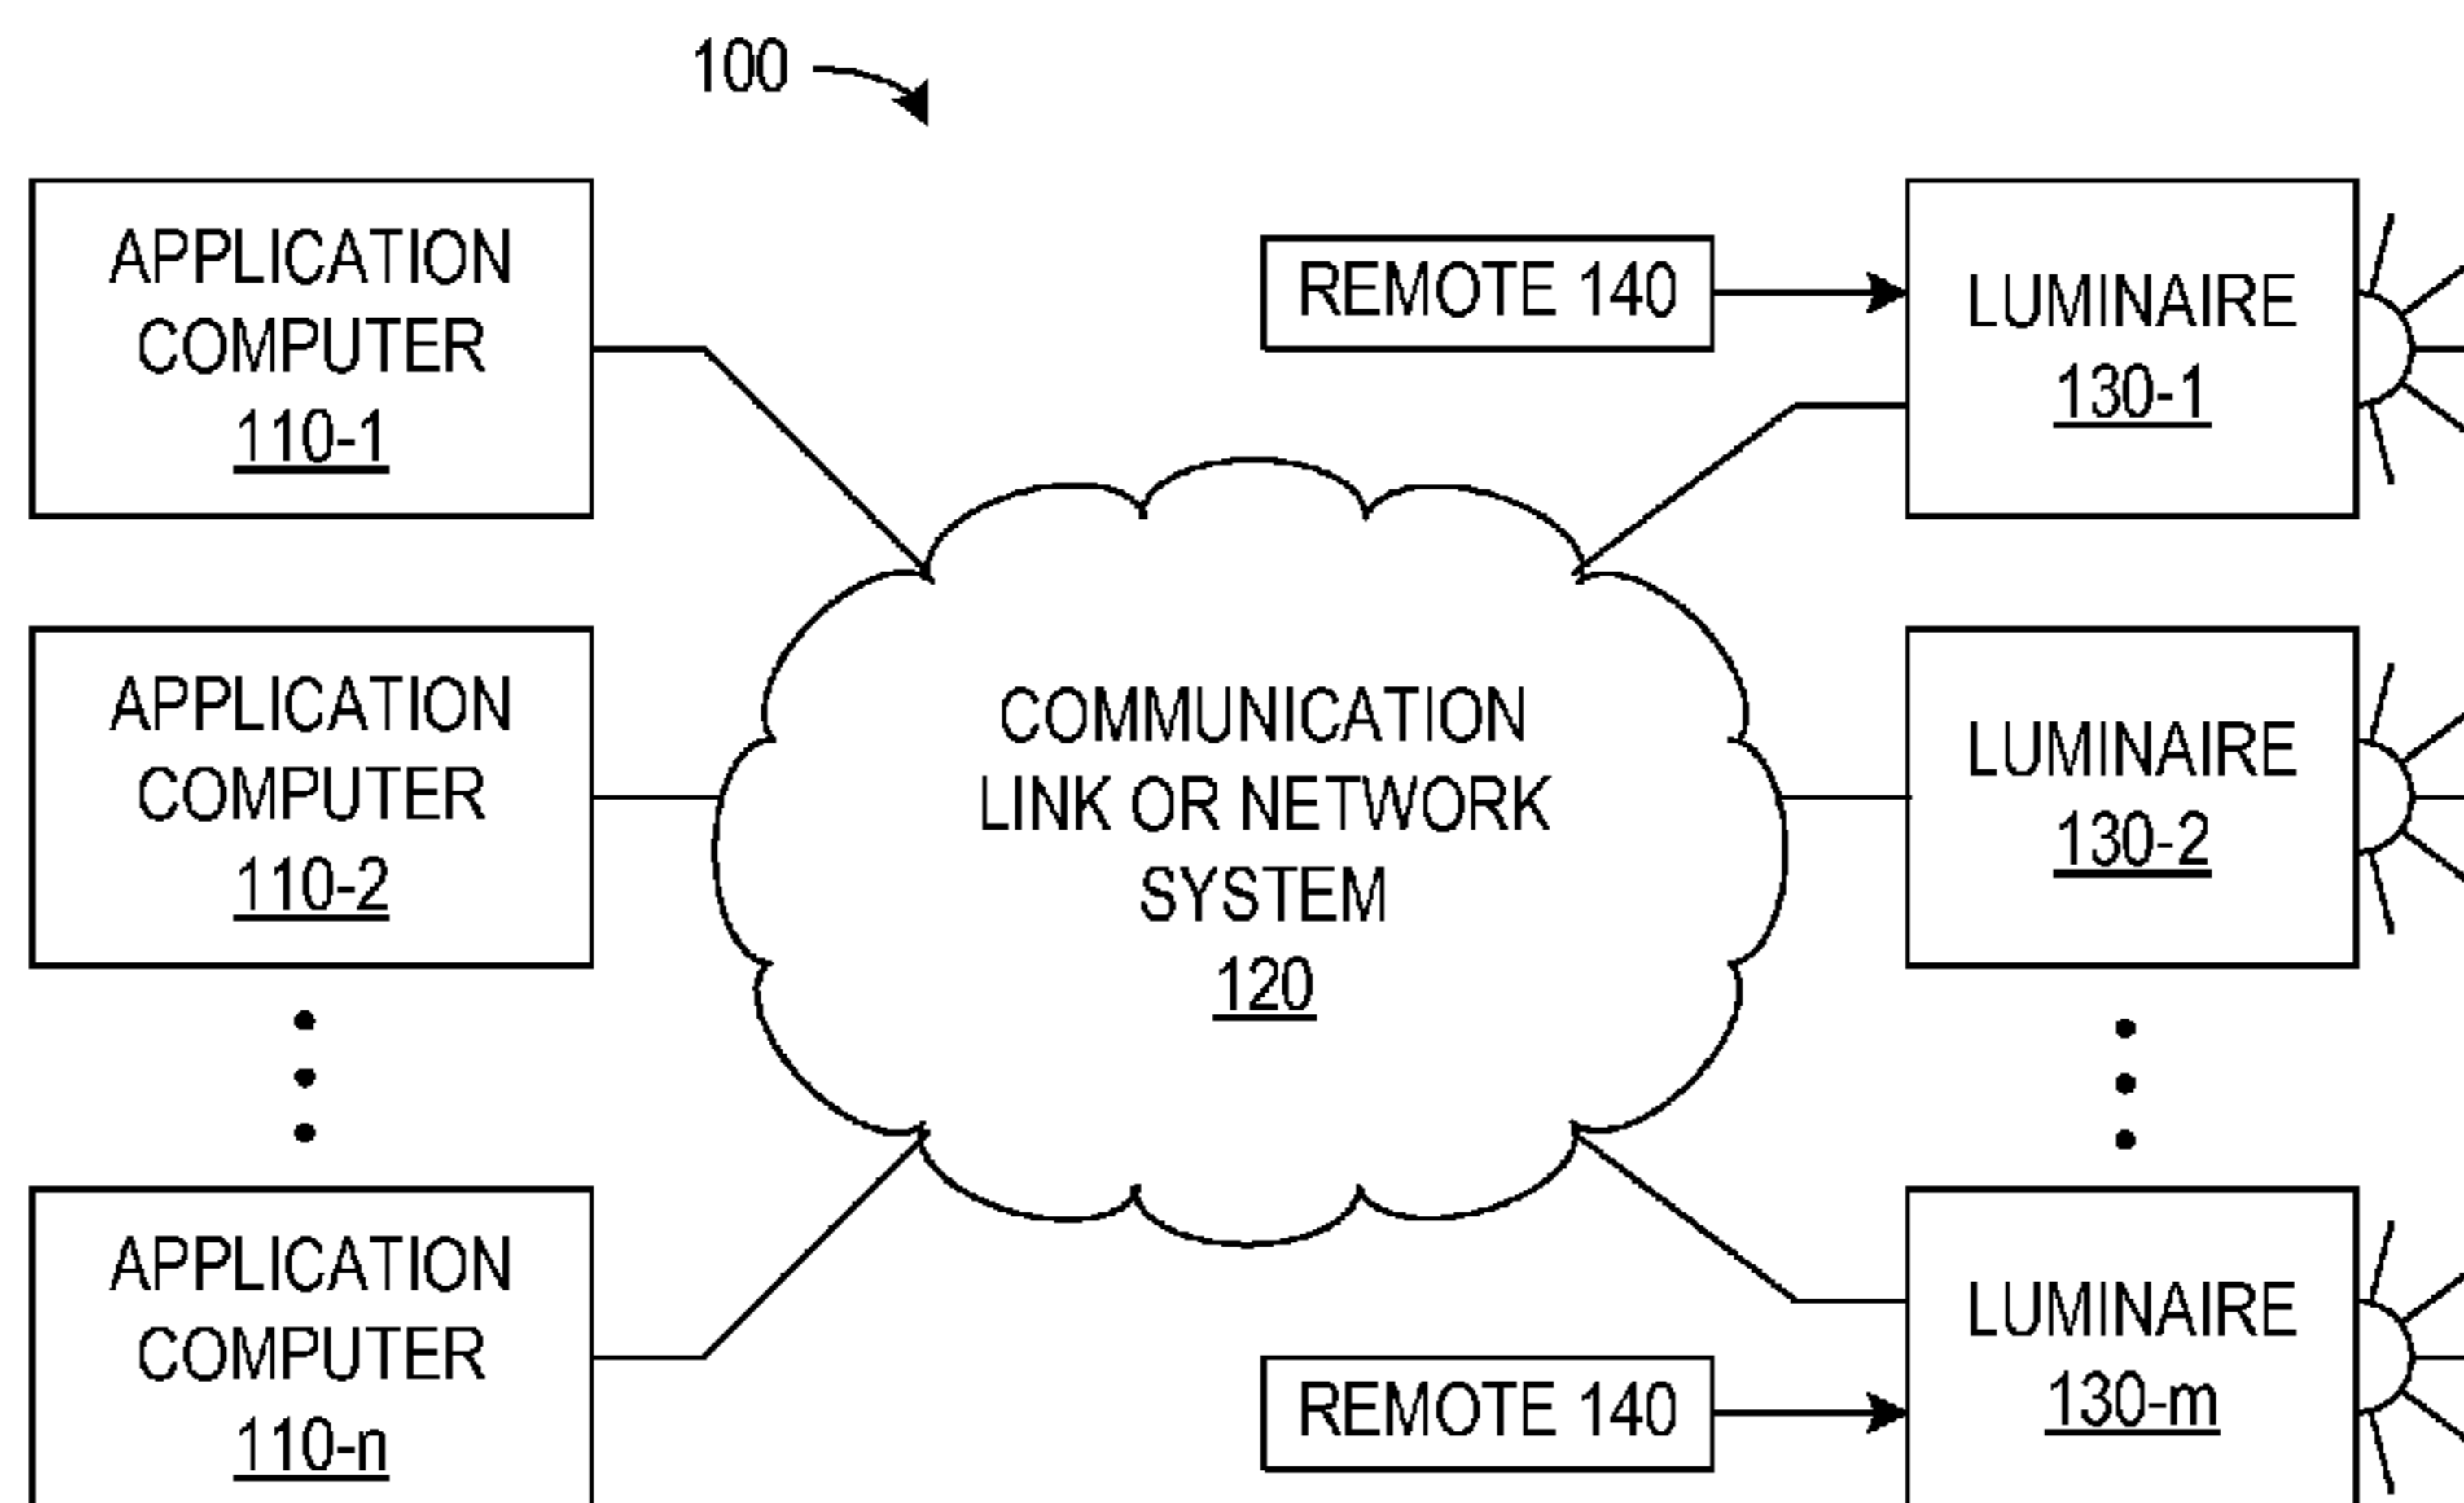 100
APPLICATION
COMPUTER
110-1
REMOTE 140
LUMINAIRE
130-1
APPLICATION
COMPUTER
110-2
COMMUNICATION
LINK OR NETWORK
SYSTEM
120
LUMINAIRE
130-2
APPLICATION
COMPUTER
110-n
REMOTE 140
LUMINAIRE
130-m